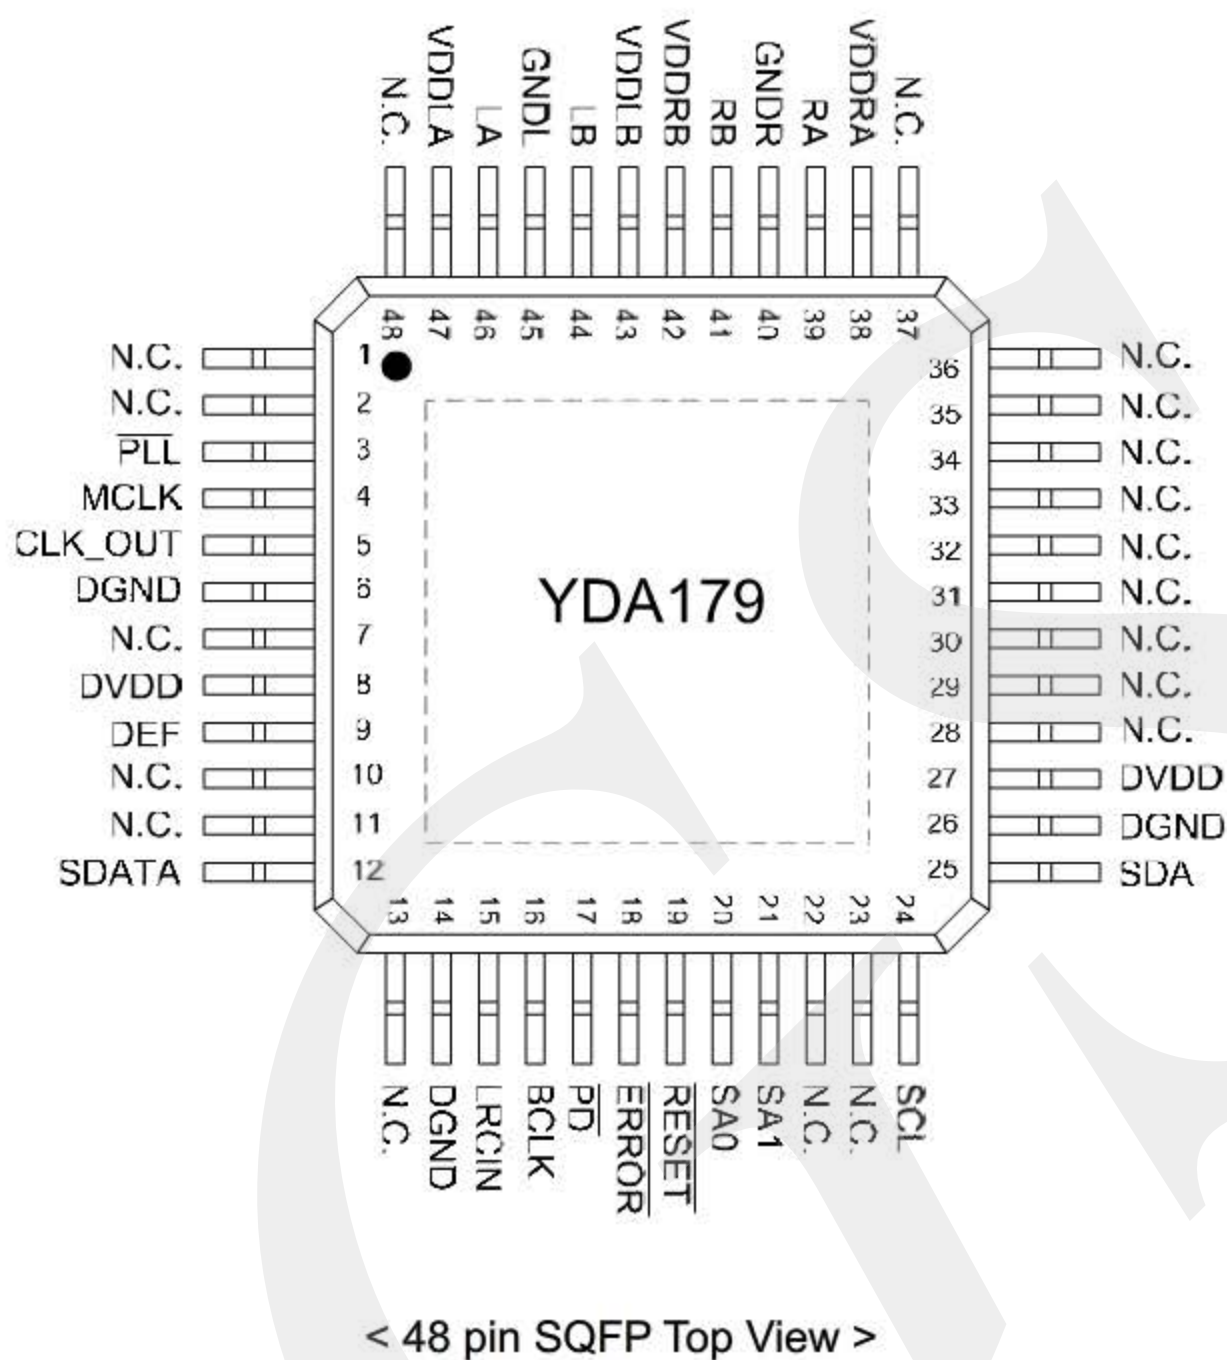 N.C. VDDLA LA GNDL LB VDDLB VDDRB RB GNDR RA VDDRA N.C.
48 47 46 45 44 43 42 41 40 39 38 37
N.C. 1 36 N.C.
N.C. 2 35 N.C.
PLL 3 34 N.C.
MCLK 4 33 N.C.
CLK_OUT 5 32 N.C.
DGND 6 31 N.C.
YDA179
N.C. 7 30 N.C.
DVDD 8 29 N.C.
DEF 9 28 N.C.
N.C. 10 27 DVDD
N.C. 11 26 DGND
SDATA 12 25 SDA
13 14 15 16 17 18 19 20 21 22 23 24
N.C. DGND LRCIN BCLK PD ERROR RESET SA0 SA1 N.C. N.C. SCL
< 48 pin SQFP Top View >